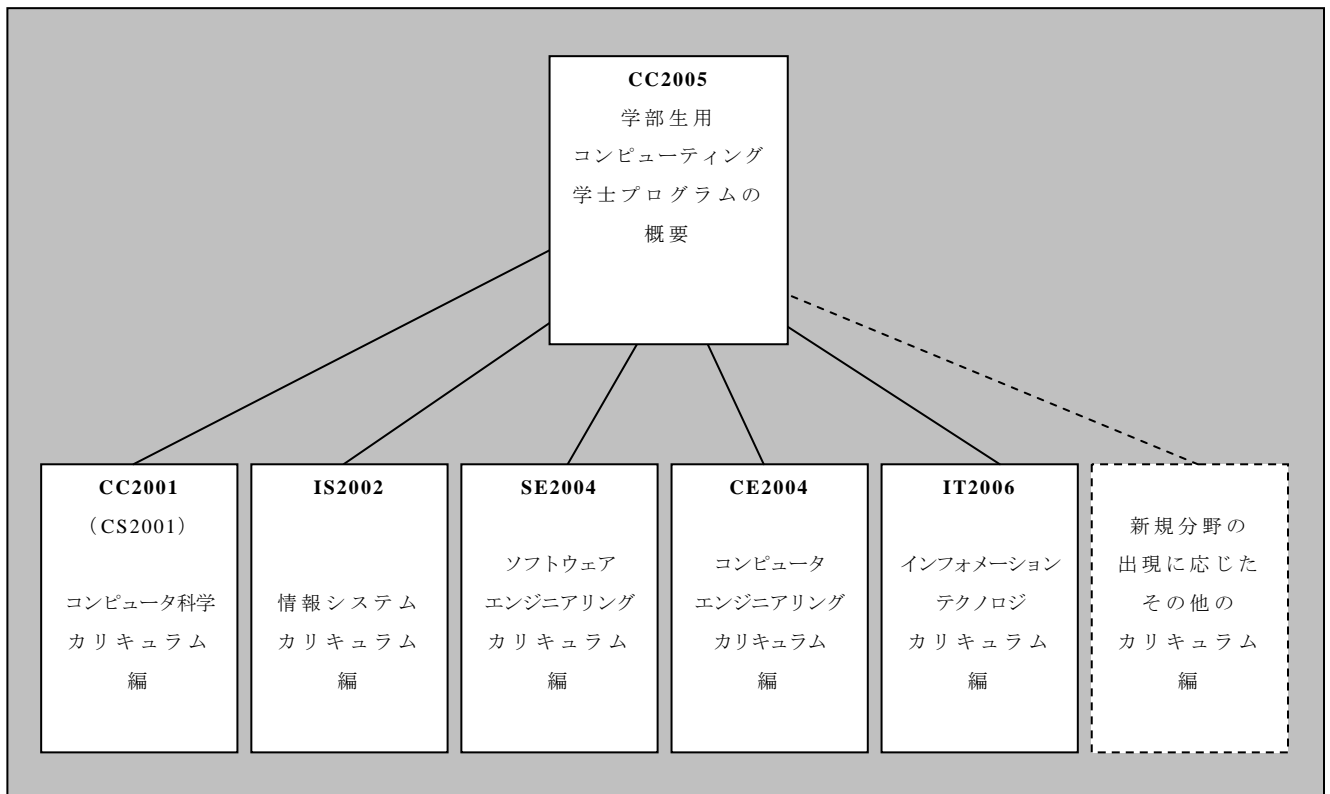 CC2005
学部生用
コンピューティング
学士プログラムの
概要
CC2001
（CS2001）
コンピュータ科学
カリキュラム
編
IS2002
情報システム
カリキュラム
編
SE2004
ソフトウェア
エンジニアリング
カリキュラム
編
CE2004
コンピュータ
エンジニアリング
カリキュラム
編
IT2006
インフォメーション
テクノロジ
カリキュラム
編
新規分野の
出現に応じた
その他の
カリキュラム
編